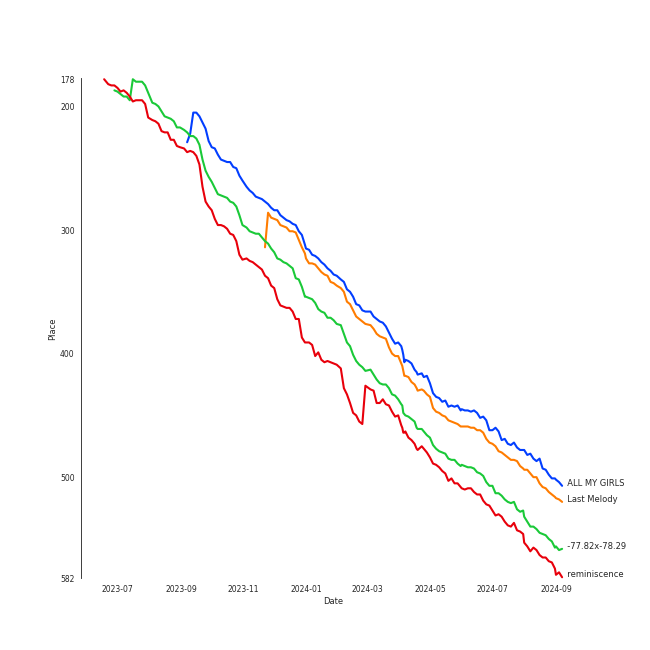 178
200
300
400
500
582
Place
2023-07
2023-09
2023-11
2024-01
2024-03
2024-05
2024-07
2024-09
Date
ALL MY GIRLS
Last Melody
-77.82x-78.29
reminiscence